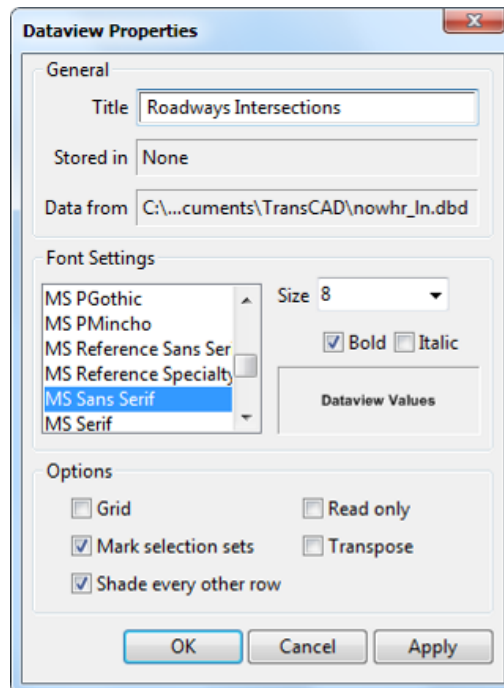 Dataview Properties
General
Title Roadways Intersections
Stored in None
Data from C:\...cuments\TransCAD\nowhr_ln.dbd
Font Settings
MS PGothic
MS PMincho
MS Reference Sans Ser
MS Reference Specialty
MS Sans Serif
MS Serif
Size 8
Bold Italic
Dataview Values
Options
Grid Read only
Mark selection sets Transpose
Shade every other row
OK Cancel Apply